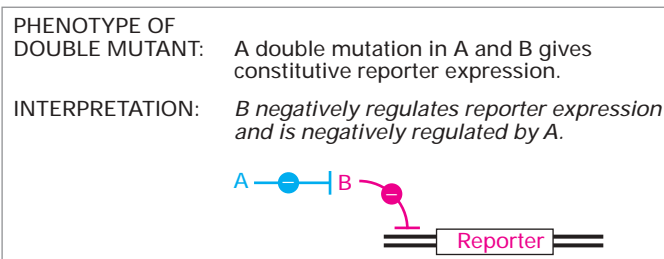 PHENOTYPE OF
DOUBLE MUTANT: A double mutation in A and B gives
constitutive reporter expression.
INTERPRETATION: B negatively regulates reporter expression
and is negatively regulated by A.
A – B
–
Reporter